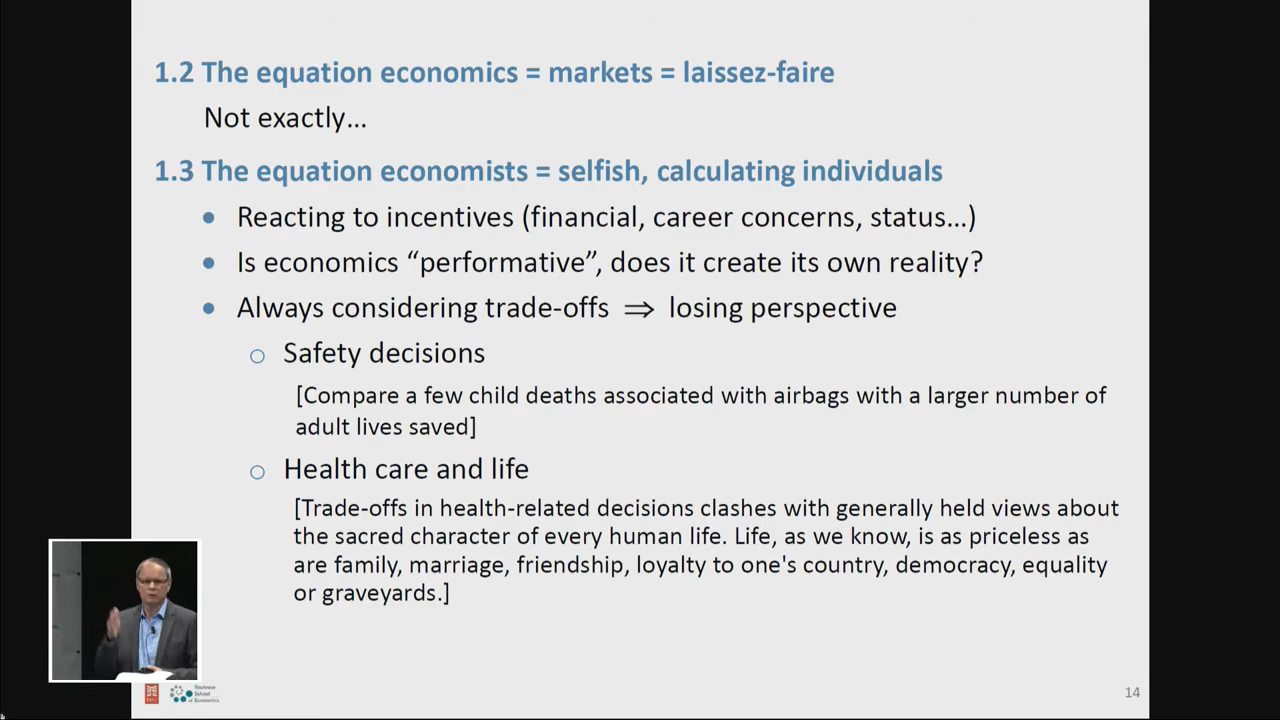 1.2 The equation economics = markets = laissez-faire
Not exactly…
1.3 The equation economists = selfish, calculating individuals
• Reacting to incentives (financial, career concerns, status…)
• Is economics “performative”, does it create its own reality?
• Always considering trade-offs ⇒ losing perspective
○ Safety decisions
[Compare a few child deaths associated with airbags with a larger number of
adult lives saved]
○ Health care and life
[Trade-offs in health-related decisions clashes with generally held views about
the sacred character of every human life. Life, as we know, is as priceless as
are family, marriage, friendship, loyalty to one's country, democracy, equality
or graveyards.]
Toulouse
School
of Economics
14